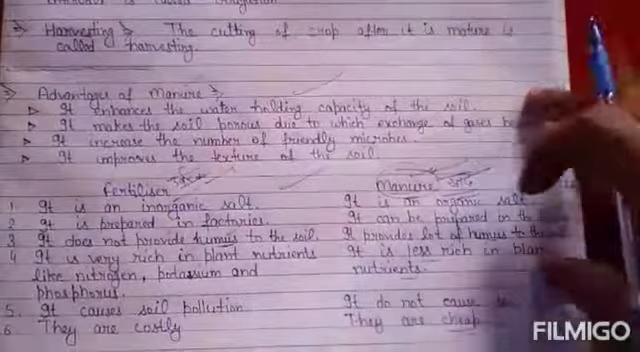 Harvesting → The cutting of crop after it is mature is
called harvesting.
Advantages of Manure →
It enhances the water holding capacity of the soil.
It makes the soil porous due to which exchange of gases
It increase the number of friendly microbes.
It improves the texture of the soil
Fertiliser
Manure
1 It is an inorganic salt. It is an organic salt.
2 It is prepared in factories. It can be prepared in the
3 It does not provide humus to the soil. It provides lot of humus to the
4 It is very rich in plant nutrients It is less rich in plan
like nitrogen, potassium and nutrients.
phosphorus.
5. It causes soil pollution It do not cause
6. They are costly They are cheap
FILMIGO